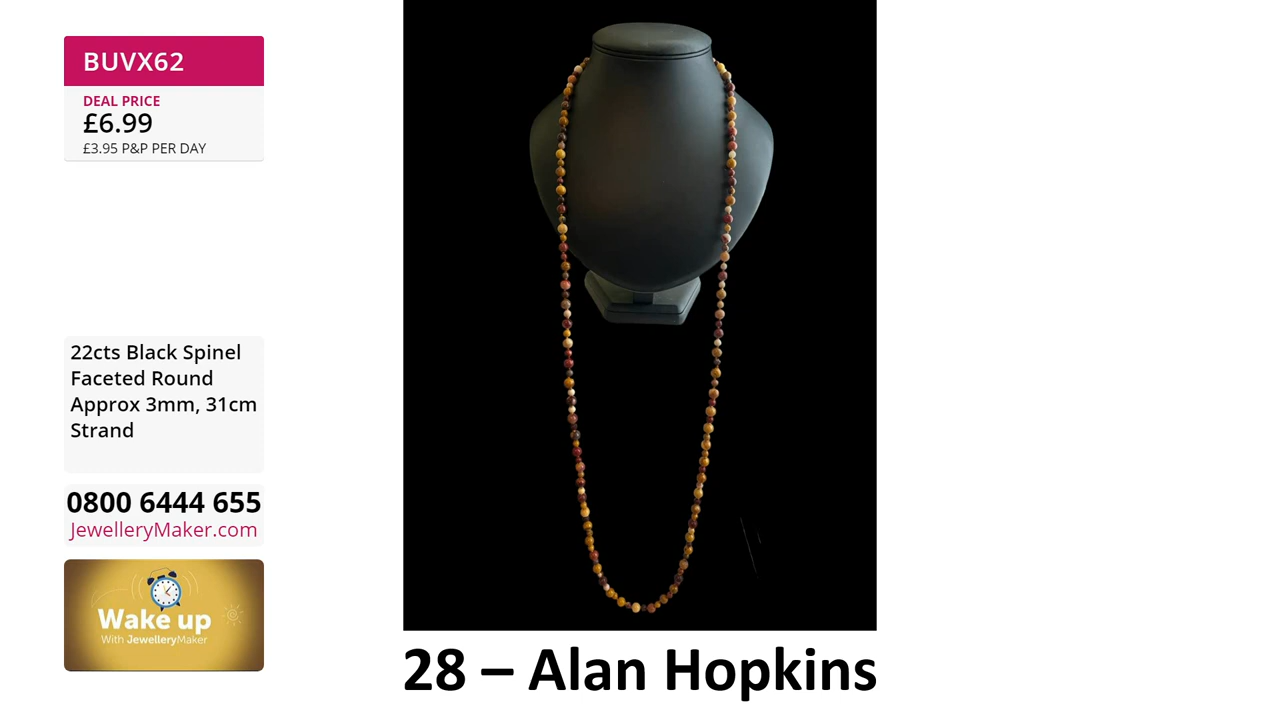 BUVX62
DEAL PRICE
£6.99
£3.95 P&P PER DAY
22cts Black Spinel
Faceted Round
Approx 3mm, 31cm
Strand
0800 6444 655
JewelleryMaker.com
Wake up
With JewelleryMaker
28 – Alan Hopkins